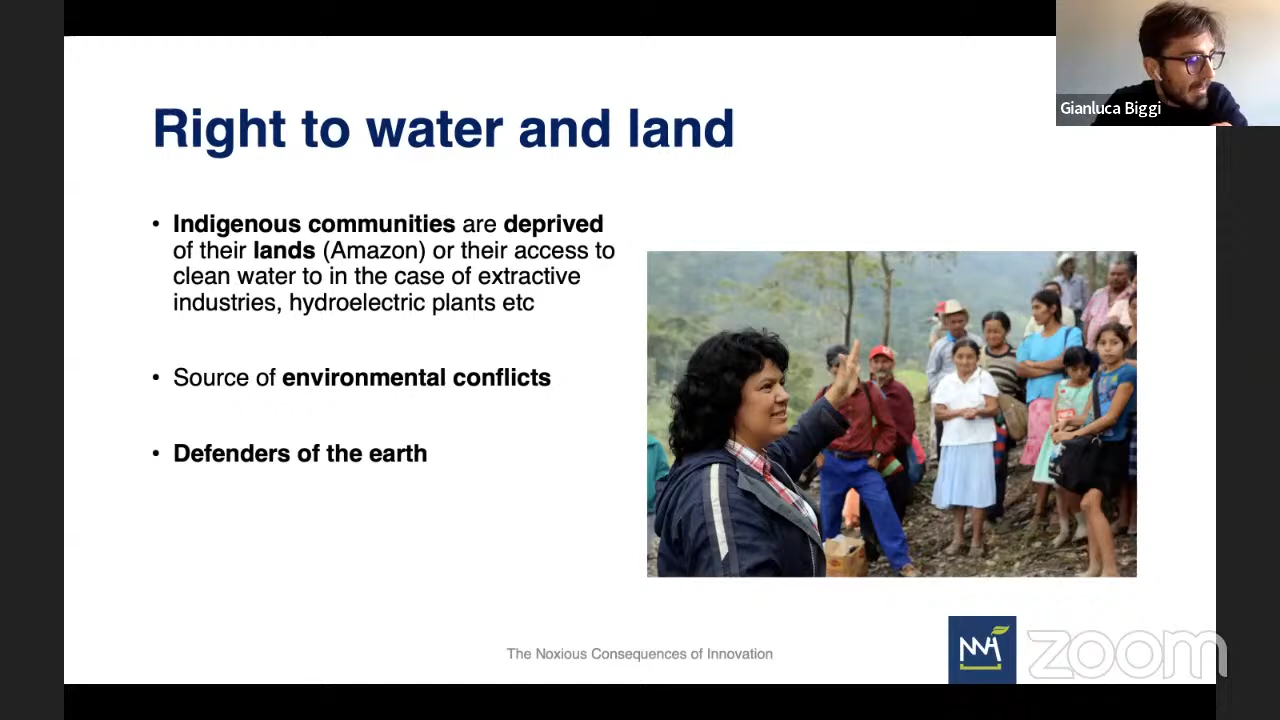 Gianluca Biggi
Right to water and land
• Indigenous communities are deprived
of their lands (Amazon) or their access to
clean water to in the case of extractive
industries, hydroelectric plants etc
• Source of environmental conflicts
• Defenders of the earth
The Noxious Consequences of Innovation
zoom